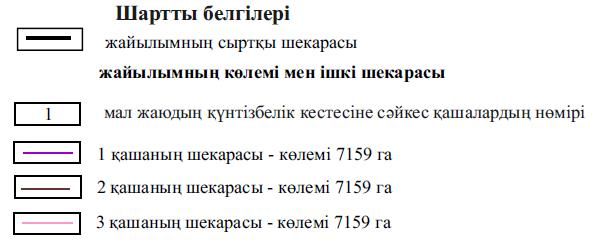 Шартты белгілері
жайылымның сыртқы шекарасы
жайылымның көлемі мен ішкі шекарасы
1 мал жаюдың күнтізбелік кестесіне сәйкес қашалардың нөмірі
1 қашаның шекарасы - көлемі 7159 га
2 қашаның шекарасы - көлемі 7159 га
3 қашаның шекарасы - көлемі 7159 га